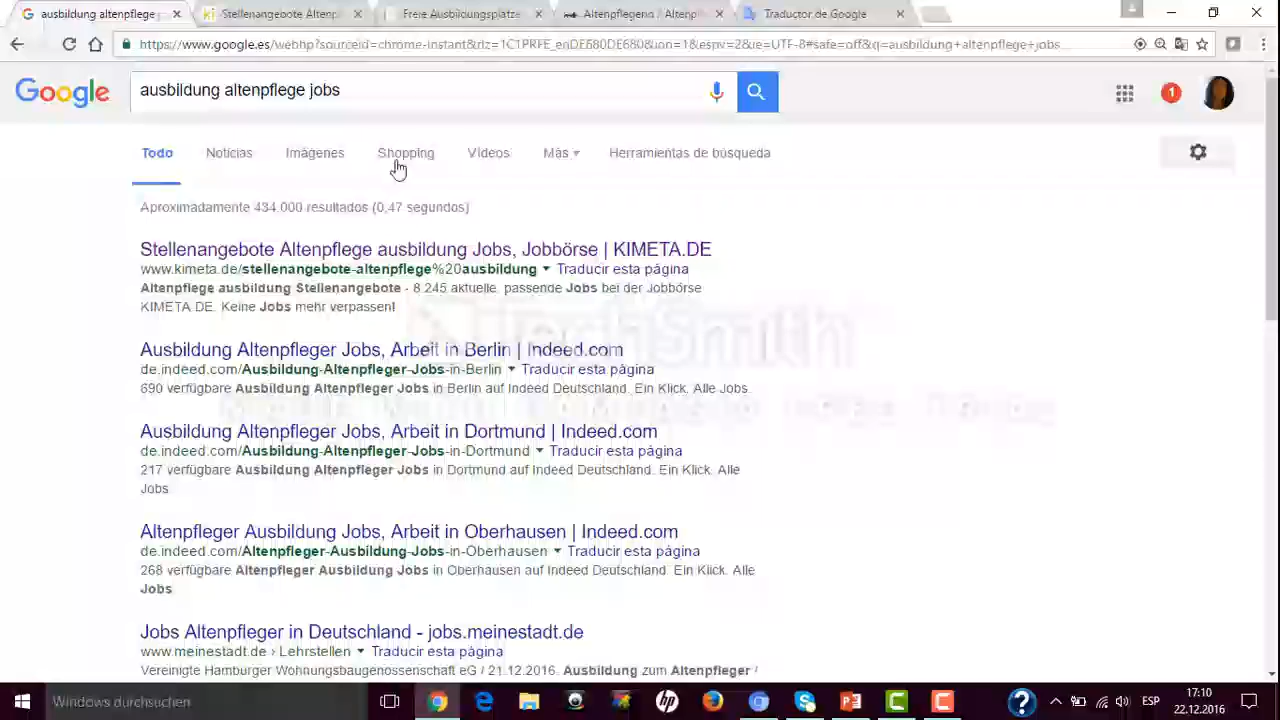 ausbildung altenpflege
Stellenangebote Altenp
Freie Ausbildungsplätze
Altenpfleger/in / Altenpf
Traductor de Google
https://www.google.es/webhp?sourceid=chrome-instant&rlz=1C1PRFE_enDE680DE680&ion=1&espv=2&ie=UTF-8#safe=off&q=ausbildung+altenpflege+jobs
Google
ausbildung altenpflege jobs
1
Todo Noticias Imágenes Shopping Vídeos Más Herramientas de búsqueda
Aproximadamente 434.000 resultados (0,47 segundos)
Stellenangebote Altenpflege ausbildung Jobs, Jobbörse | KIMETA.DE
www.kimeta.de/stellenangebote-altenpflege%20ausbildung Traducir esta página
Altenpflege ausbildung Stellenangebote - 8.245 aktuelle, passende Jobs bei der Jobbörse
KIMETA.DE. Keine Jobs mehr verpassen!
Ausbildung Altenpfleger Jobs, Arbeit in Berlin | Indeed.com
de.indeed.com/Ausbildung-Altenpfleger-Jobs-in-Berlin Traducir esta página
690 verfügbare Ausbildung Altenpfleger Jobs in Berlin auf Indeed Deutschland. Ein Klick. Alle Jobs.
Ausbildung Altenpfleger Jobs, Arbeit in Dortmund | Indeed.com
de.indeed.com/Ausbildung-Altenpfleger-Jobs-in-Dortmund Traducir esta página
217 verfügbare Ausbildung Altenpfleger Jobs in Dortmund auf Indeed Deutschland. Ein Klick. Alle
Jobs.
Altenpfleger Ausbildung Jobs, Arbeit in Oberhausen | Indeed.com
de.indeed.com/Altenpfleger-Ausbildung-Jobs-in-Oberhausen Traducir esta página
268 verfügbare Altenpfleger Ausbildung Jobs in Oberhausen auf Indeed Deutschland. Ein Klick. Alle
Jobs
Jobs Altenpfleger in Deutschland - jobs.meinestadt.de
www.meinestadt.de › Lehrstellen Traducir esta página
Vereinigte Hamburger Wohnungsbaugenossenschaft eG / 21.12.2016. Ausbildung zum Altenpfleger /
TechSmith
Windows durchsuchen
ESP
17:10
22.12.2016